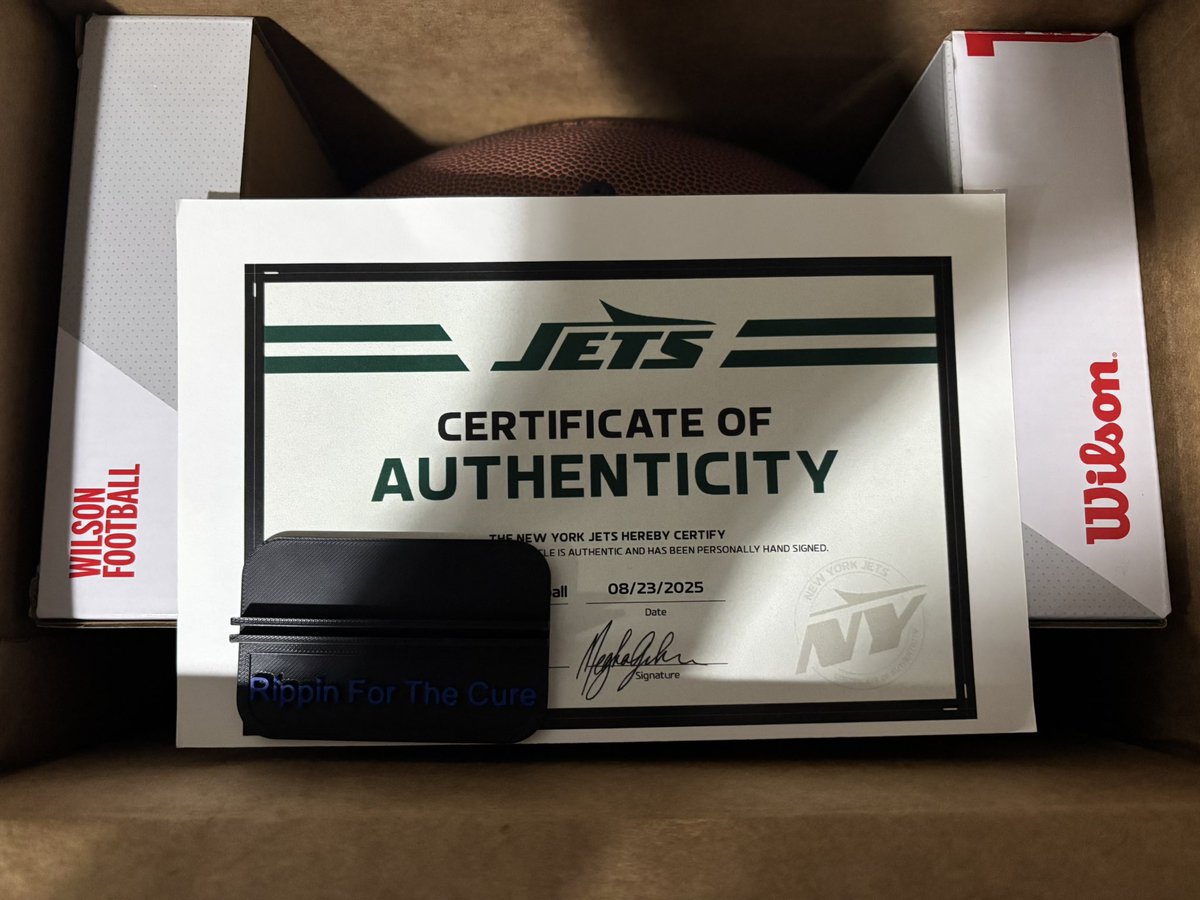 WILSON
FOOTBALL
Wilson
JETS
CERTIFICATE OF
AUTHENTICITY
THE NEW YORK JETS HEREBY CERTIFY
IS AUTHENTIC AND HAS BEEN PERSONALLY HAND SIGNED.
08/23/2025
Date
Signature
NEW YORK JETS
NY
Rippin For The Cure